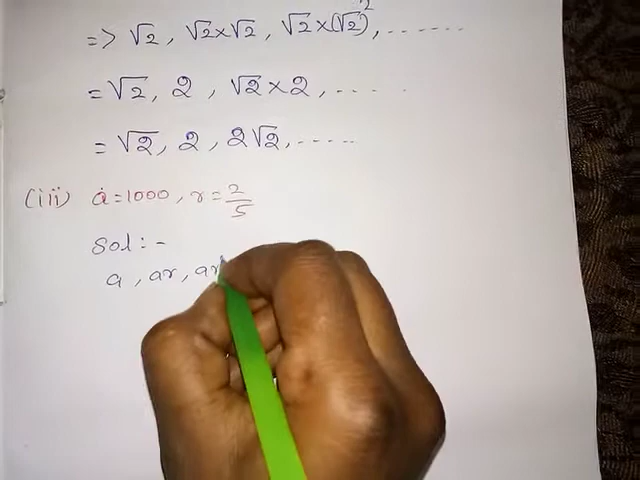 => √2, √2×√2, √2×(√2)², ......
= √2, 2, √2×2, ....
= √2, 2, 2√2, .....
(iii) a=1000, r=2/5
Sol:-
a, ar, ar